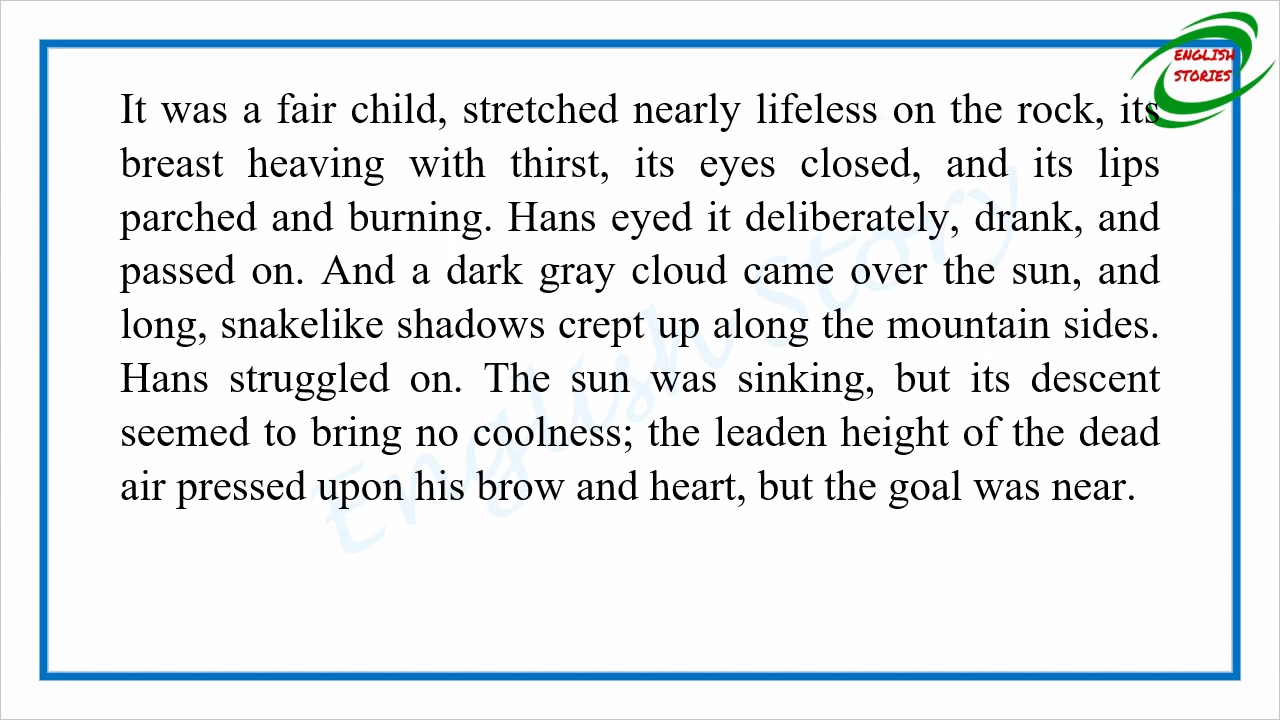 ENGLISH
STORIES
It was a fair child, stretched nearly lifeless on the rock, its
breast heaving with thirst, its eyes closed, and its lips
parched and burning. Hans eyed it deliberately, drank, and
passed on. And a dark gray cloud came over the sun, and
long, snakelike shadows crept up along the mountain sides.
Hans struggled on. The sun was sinking, but its descent
seemed to bring no coolness; the leaden height of the dead
air pressed upon his brow and heart, but the goal was near.
English Story